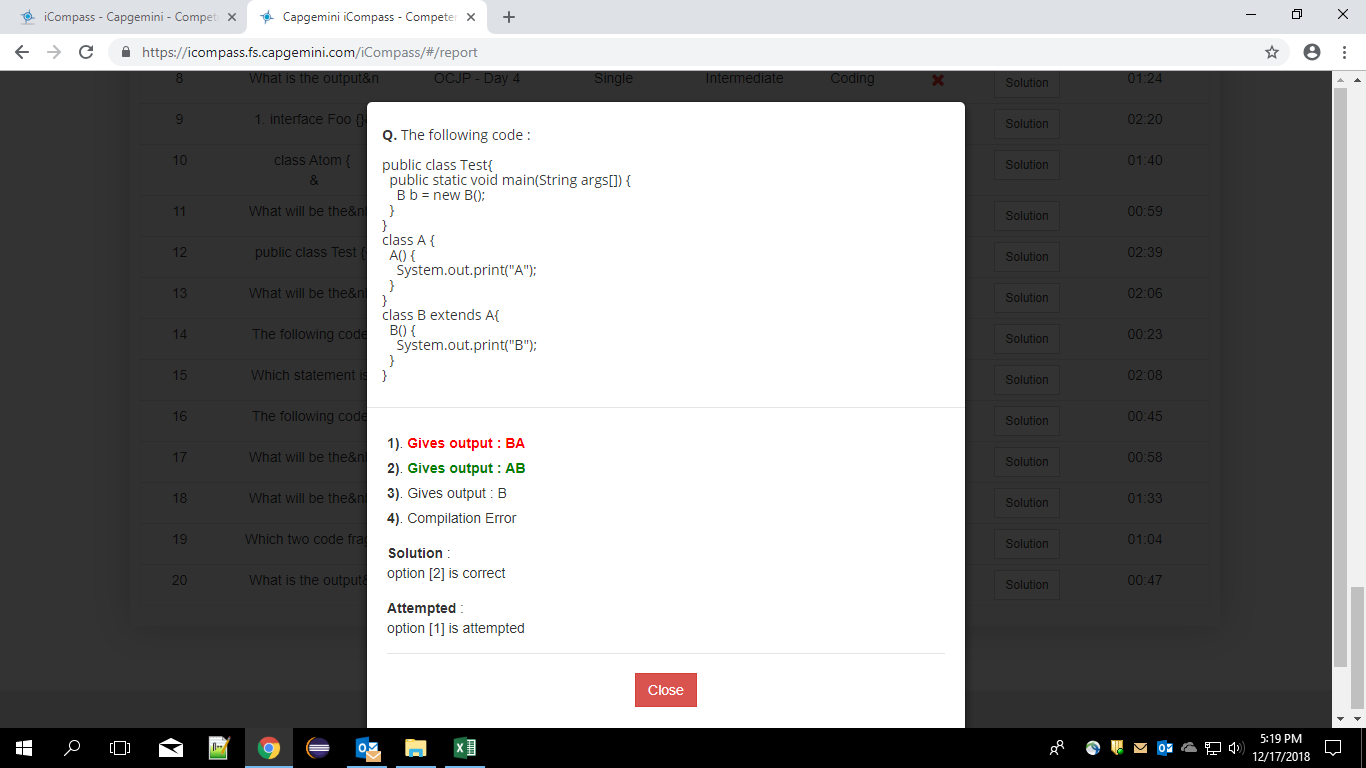 iCompass - Capgemini - Compet
Capgemini iCompass - Competen
https://icompass.fs.capgemini.com/iCompass/#/report
8 What is the output&n OCJP - Day 4 Single Intermediate Coding Solution 01:24
9 1. interface Foo {} Solution 02:20
10 class Atom { Solution 01:40
&
11 What will be the&n Solution 00:59
12 public class Test { Solution 02:39
13 What will be the&n Solution 02:06
14 The following code Solution 00:23
15 Which statement is Solution 02:08
16 The following code Solution 00:45
17 What will be the&n Solution 00:58
18 What will be the&n Solution 01:33
19 Which two code frag Solution 01:04
20 What is the output& Solution 00:47
Q. The following code :
public class Test{
public static void main(String args[]) {
B b = new B();
}
}
class A {
A() {
System.out.print("A");
}
}
class B extends A{
B() {
System.out.print("B");
}
}
1). Gives output : BA
2). Gives output : AB
3). Gives output : B
4). Compilation Error
Solution :
option [2] is correct
Attempted :
option [1] is attempted
Close
5:19 PM
12/17/2018